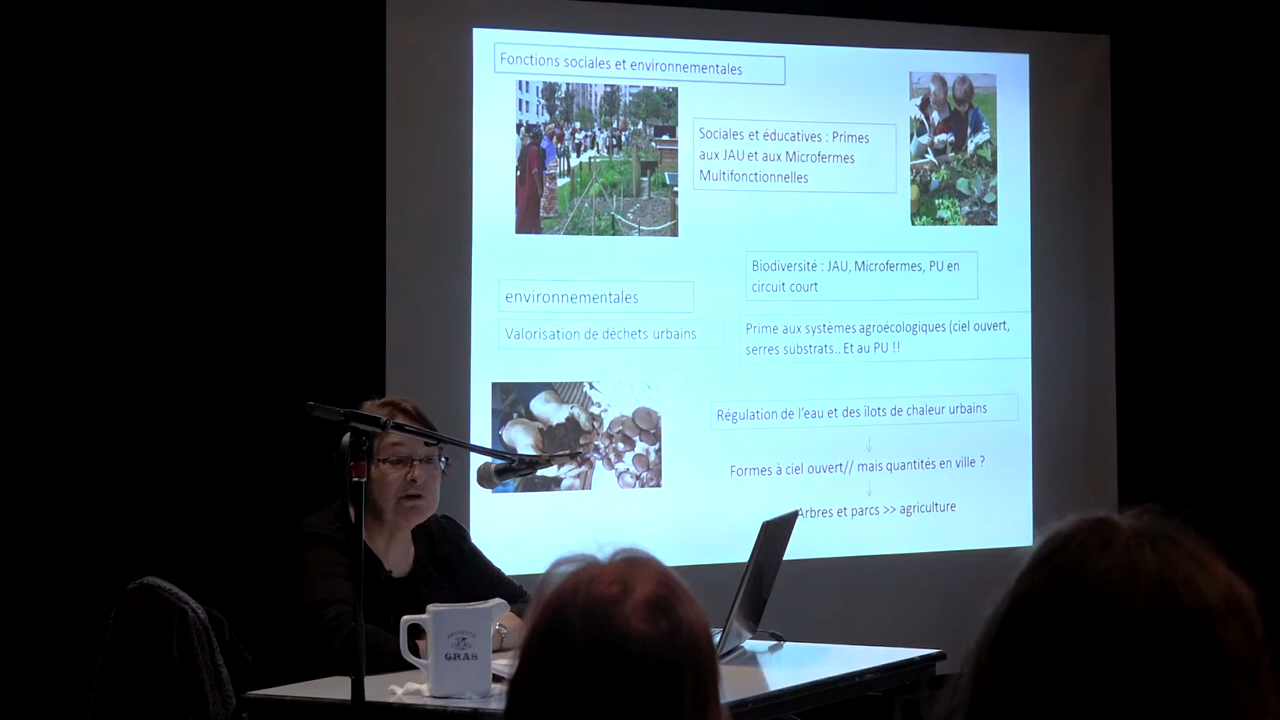 Fonctions sociales et environnementales
Sociales et éducatives : Primes
aux JAU et aux Microfermes
Multifonctionnelles
Biodiversité : JAU, Microfermes, PU en
circuit court
environnementales
Valorisation de déchets urbains
Prime aux systèmes agroécologiques (ciel ouvert,
serres substrats.. Et au PU !!
Régulation de l'eau et des îlots de chaleur urbains
Formes à ciel ouvert// mais quantités en ville ?
Arbres et parcs >> agriculture
GRAS